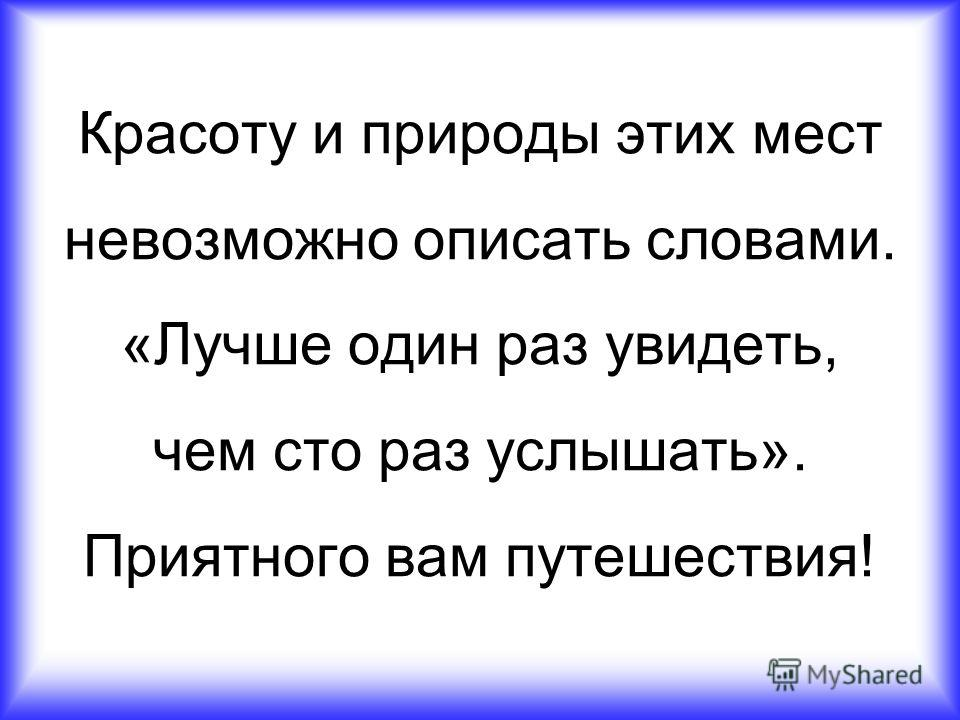 Красоту и природы этих мест
невозможно описать словами.
«Лучше один раз увидеть,
чем сто раз услышать».
Приятного вам путешествия!
MyShared